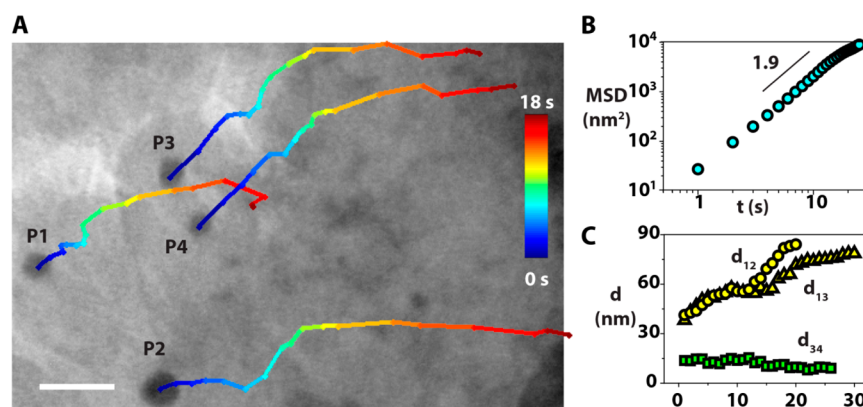 A
18 s
0 s
P3
P1
P4
P2
B
MSD
(nm²)
10⁴
10³
10²
10¹
1.9
1
10
t (s)
C
d
(nm)
90
60
30
0
d₁₂
d₁₃
d₃₄
0
10
20
30